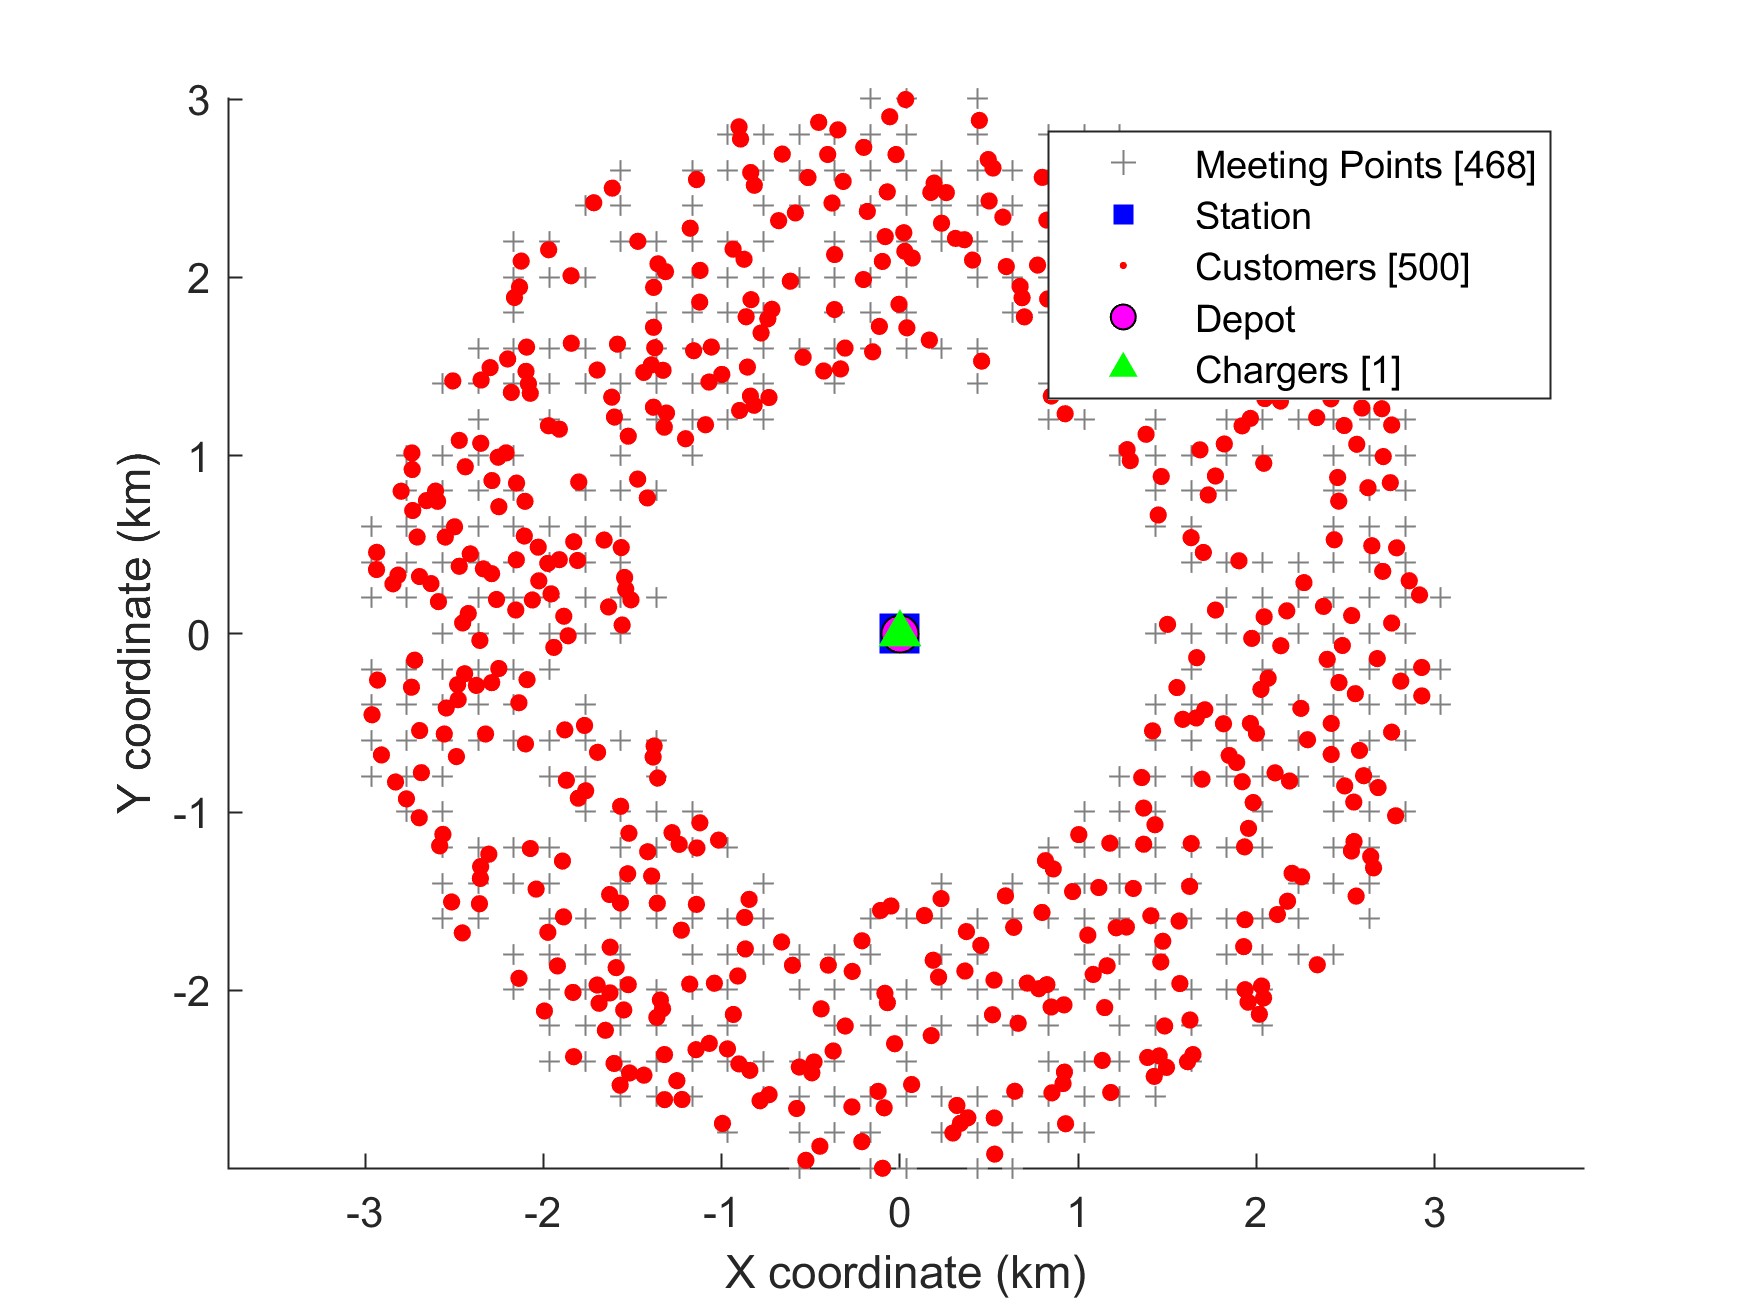 3
2
1
0
-1
-2
Y coordinate (km)
Meeting Points [468]
Station
Customers [500]
Depot
Chargers [1]
-3 -2 -1 0 1 2 3
X coordinate (km)